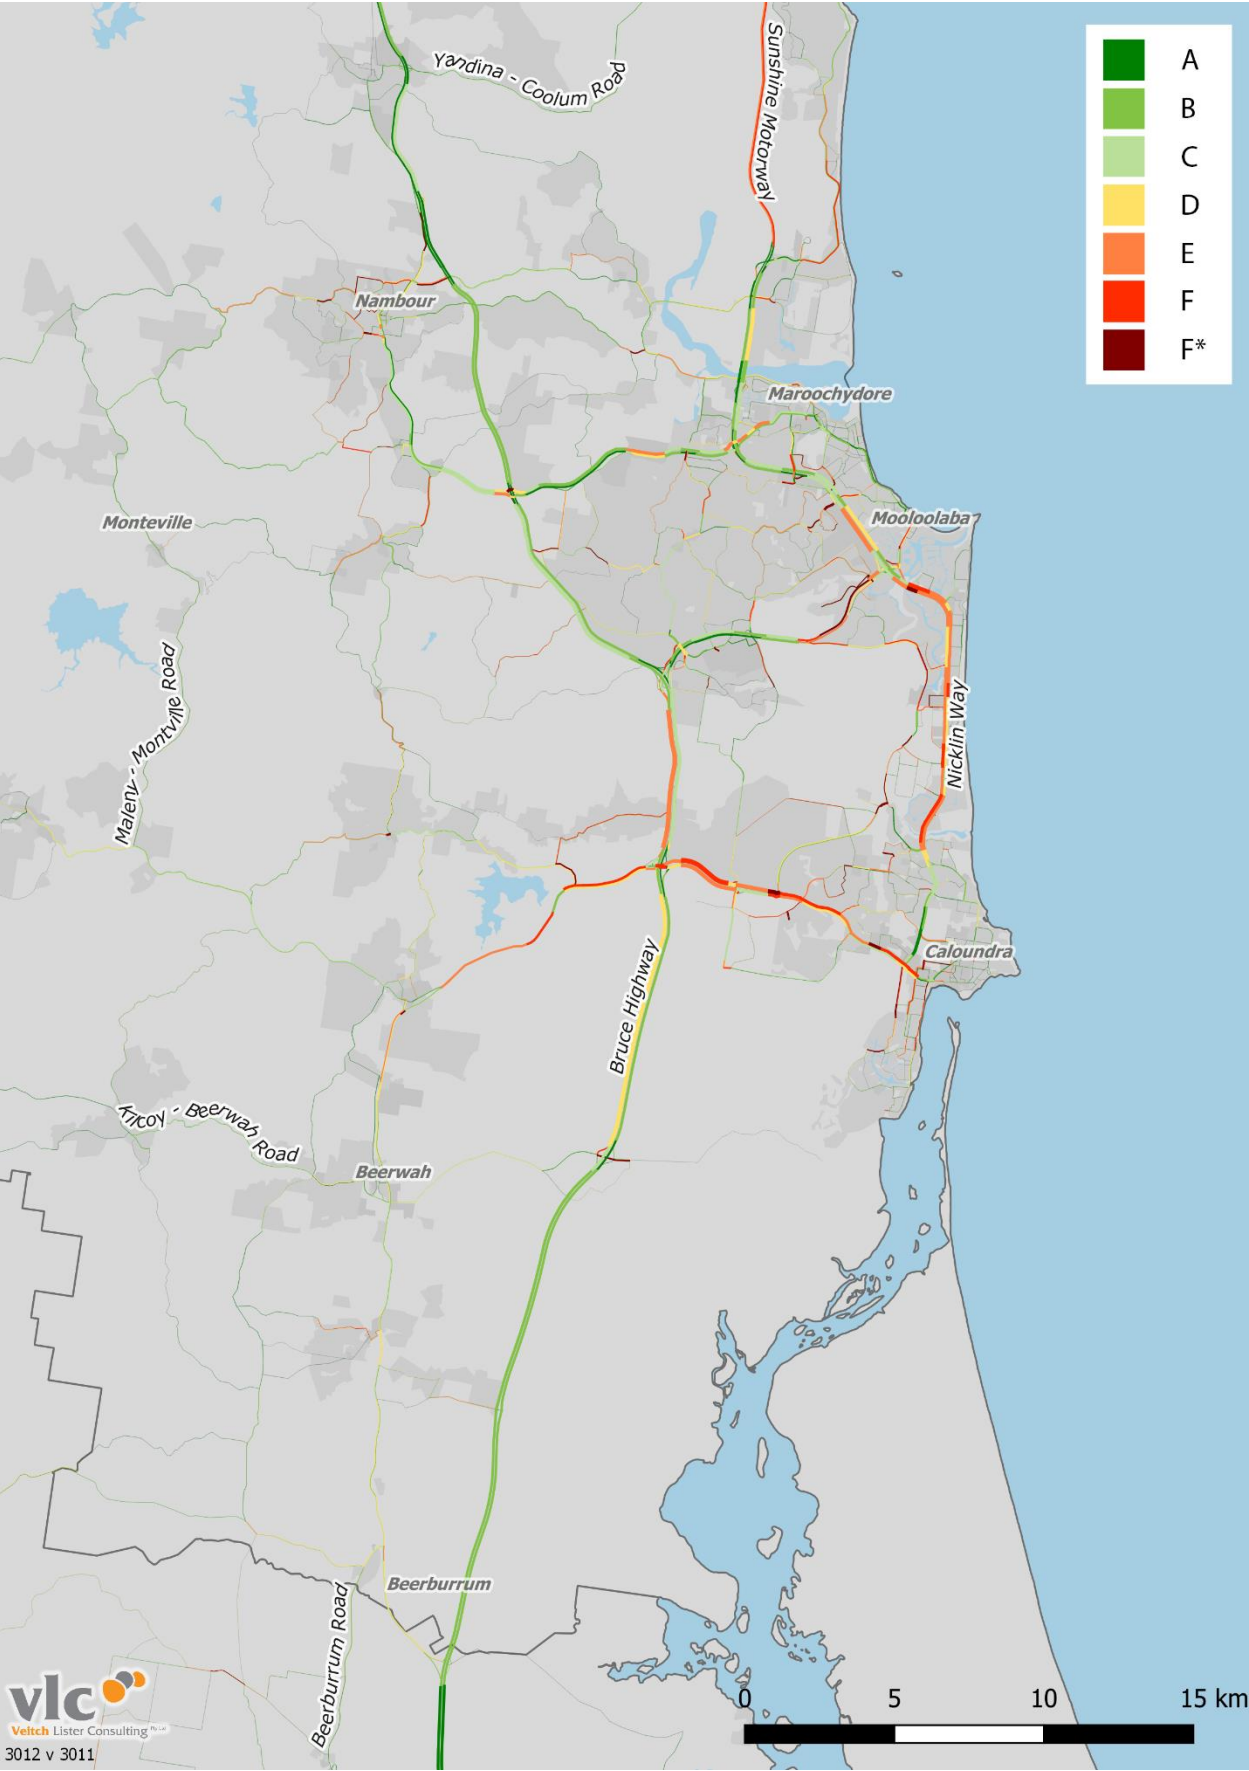 Yandina - Coolum Road
Sunshine Motorway
A
B
C
D
E
F
F*
Nambour
Maroochydore
Monteville
Mooloolaba
Maleny - Montville Road
Nicklin Way
Caloundra
Bruce Highway
Kilcoy - Beerwah Road
Beerwah
Beerburrum
Beerburrum Road
vlc
Veitch Lister Consulting
3012 v 3011
0 5 10 15 km